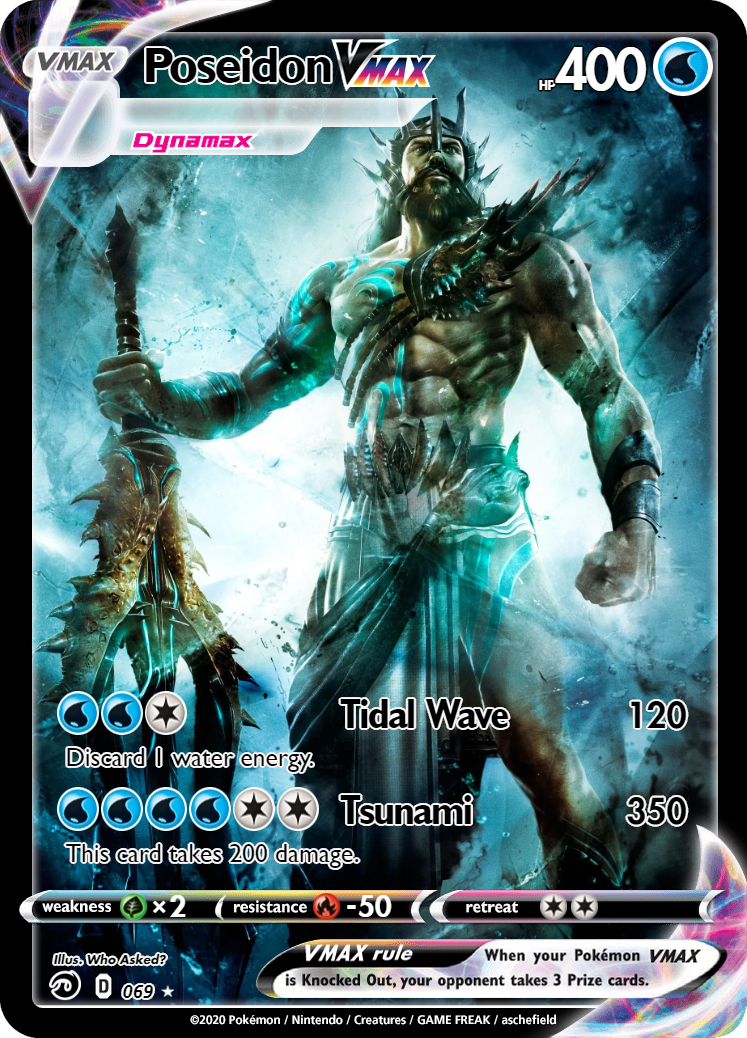 VMAX
Poseidon VMAX
HP 400
Dynamax
Tidal Wave 120
Discard 1 water energy.
Tsunami 350
This card takes 200 damage.
weakness ×2 resistance -50 retreat
Illus. Who Asked?
VMAX rule When your Pokémon VMAX
is Knocked Out, your opponent takes 3 Prize cards.
D 069
©2020 Pokémon / Nintendo / Creatures / GAME FREAK / aschefield